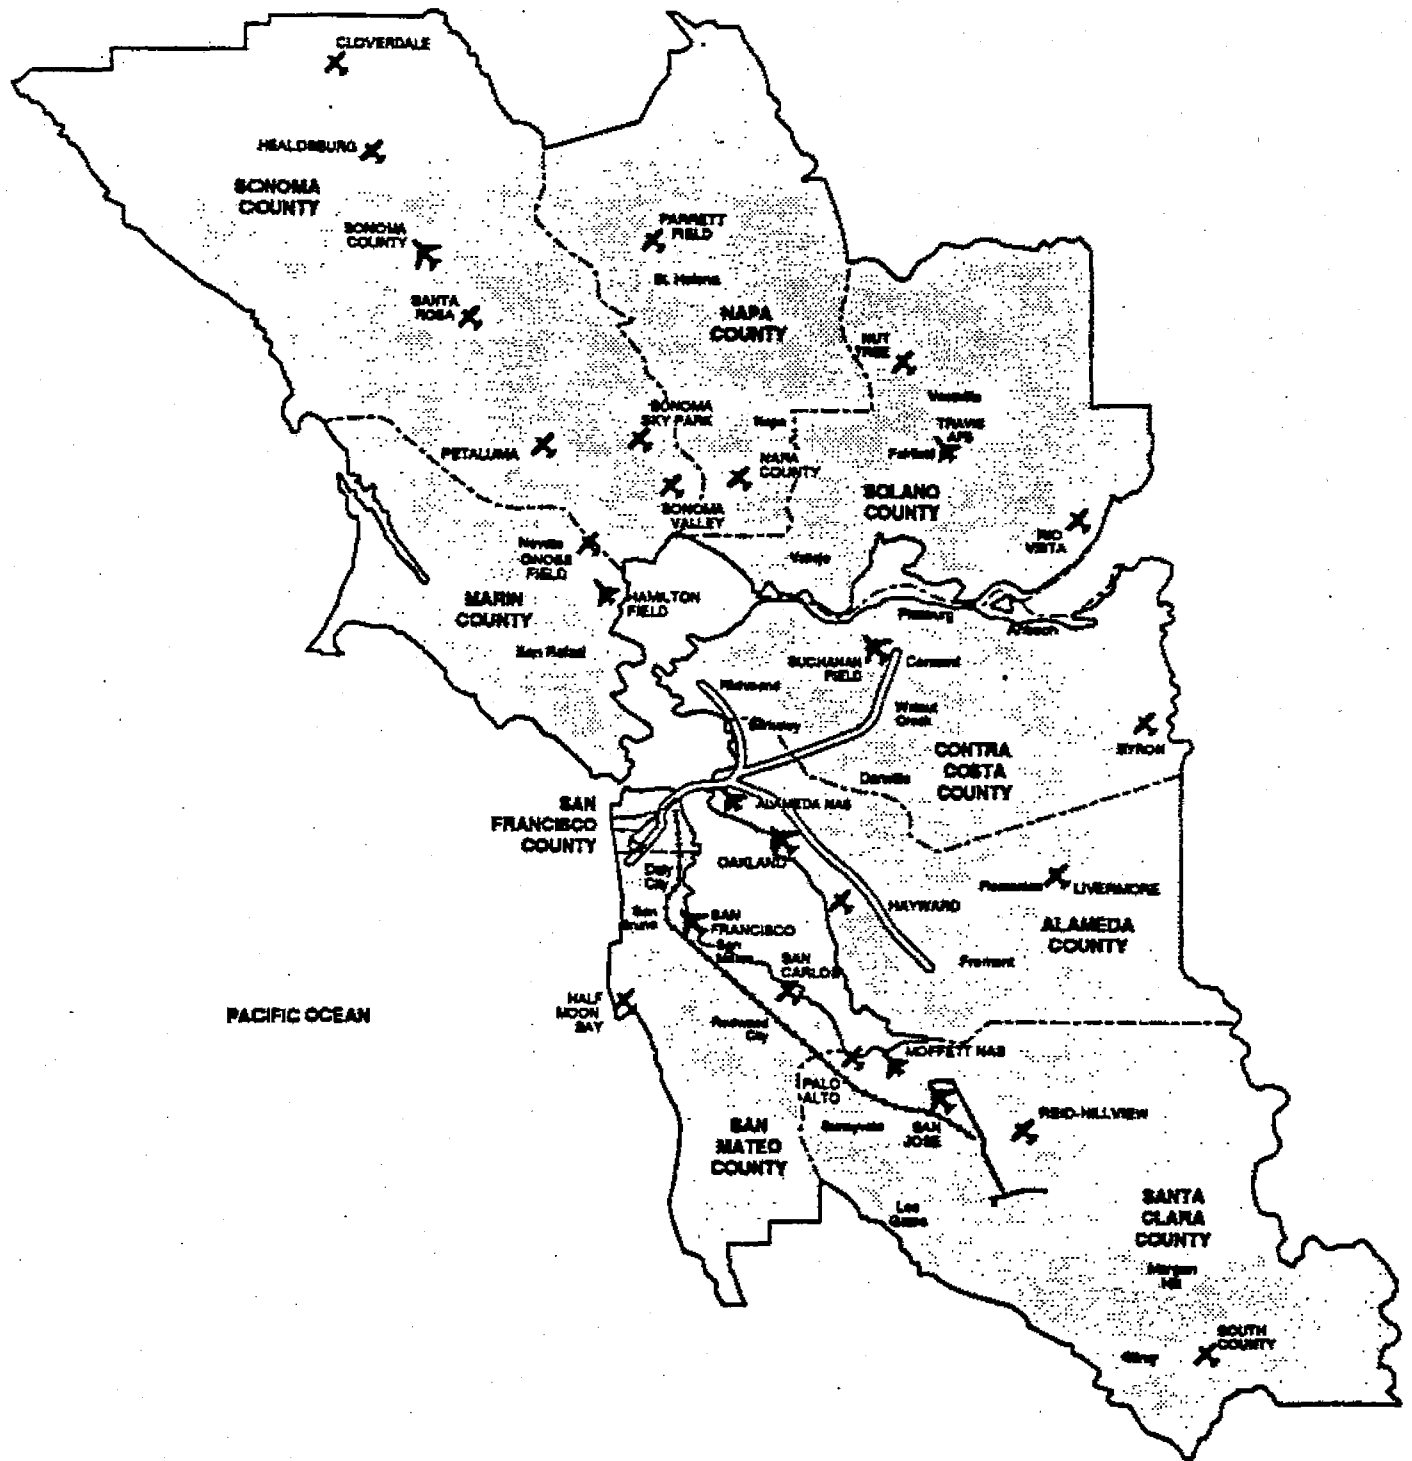 CLOVERDALE
HEALDSBURG
SONOMA
COUNTY
SONOMA
COUNTY
SANTA
ROSA
PARRETT
FIELD
St. Helena
NAPA
COUNTY
NUT
TREE
Vacaville
TRAVIS
AFB
Fairfield
SONOMA
SKY PARK
Napa
NAPA
COUNTY
PETALUMA
SONOMA
VALLEY
SOLANO
COUNTY
RIO
VISTA
Vallejo
Novato
GNOSS
FIELD
HAMILTON
FIELD
MARIN
COUNTY
San Rafael
Pittsburg
Antioch
BUCHANAN
FIELD
Concord
Richmond
Walnut
Creek
Berkeley
BYRON
CONTRA
COSTA
COUNTY
Danville
SAN
FRANCISCO
COUNTY
ALAMEDA NAS
OAKLAND
Daly
City
Pleasanton
LIVERMORE
HAYWARD
San
Bruno
SAN
FRANCISCO
San
Mateo
ALAMEDA
COUNTY
SAN
CARLOS
Fremont
HALF
MOON
BAY
PACIFIC OCEAN
Redwood
City
MOFFETT NAS
PALO
ALTO
Sunnyvale
SAN
JOSE
REID-HILLVIEW
SAN
MATEO
COUNTY
Los
Gatos
SANTA
CLARA
COUNTY
Morgan
Hill
SOUTH
COUNTY
Gilroy